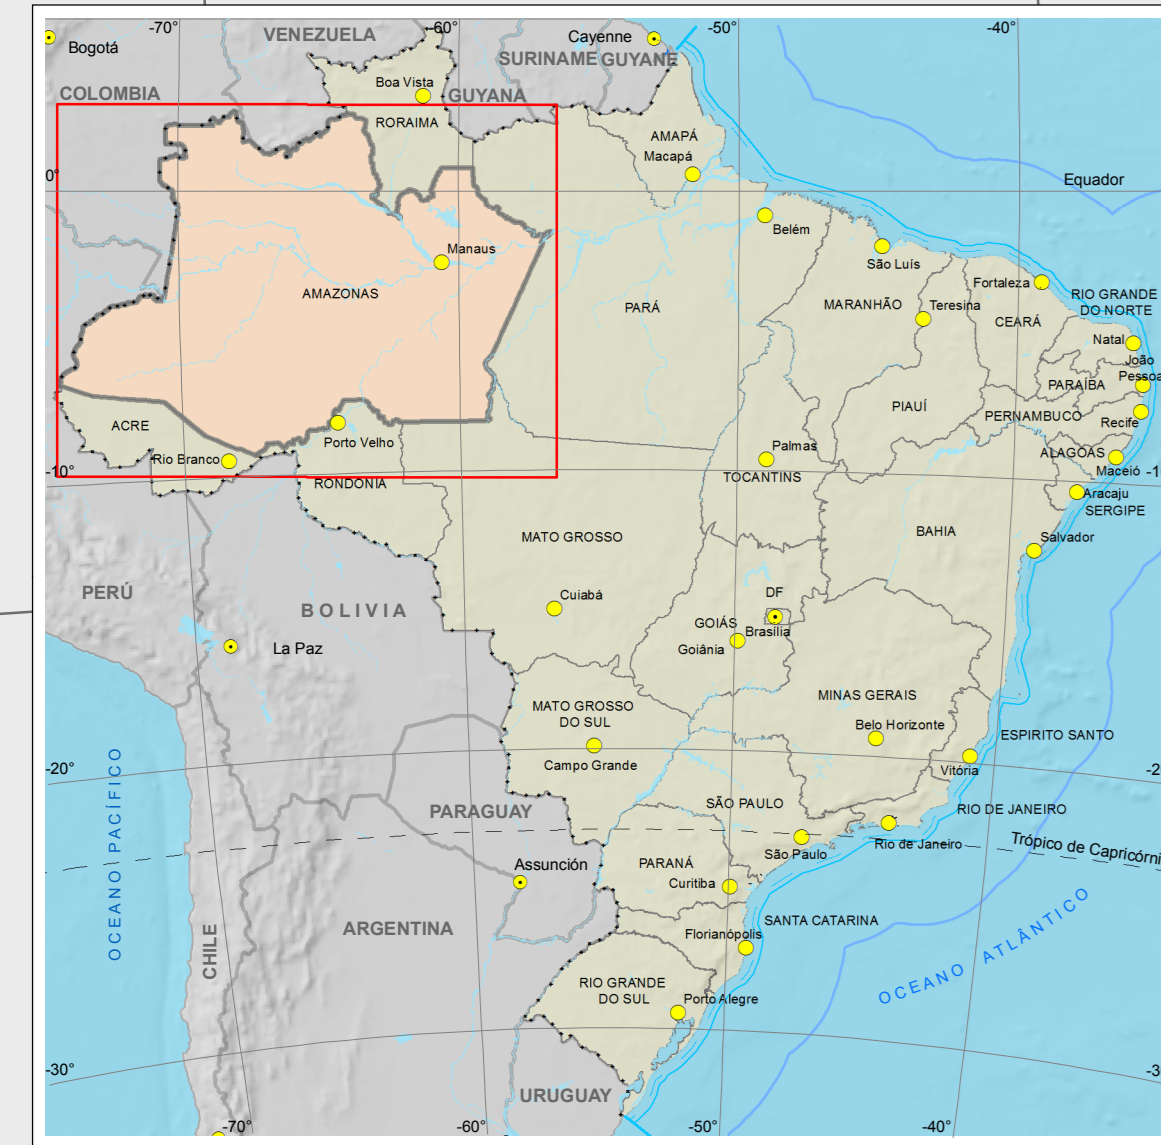 -70°
-60°
-50°
-40°
Bogotá
VENEZUELA
Cayenne
SURINAME
GUYANE
COLOMBIA
Boa Vista
GUYANA
RORAIMA
AMAPÁ
Macapá
0°
Equador
Belém
Manaus
São Luís
AMAZONAS
PARÁ
MARANHÃO
Teresina
Fortaleza
CEARÁ
RIO GRANDE
DO NORTE
Natal
João
Pessoa
PARAÍBA
PIAUÍ
PERNAMBUCO
Recife
ACRE
Porto Velho
Rio Branco
Palmas
ALAGOAS
Maceió
-10°
-1
RONDÔNIA
TOCANTINS
Aracaju
SERGIPE
MATO GROSSO
BAHIA
Salvador
PERÚ
BOLIVIA
Cuiabá
DF
GOIÁS
Brasília
Goiânia
La Paz
MINAS GERAIS
MATO GROSSO
DO SUL
Belo Horizonte
ESPIRITO SANTO
Campo Grande
Vitória
-20°
-2
OCEANO PACÍFICO
PARAGUAY
SÃO PAULO
RIO DE JANEIRO
São Paulo
Rio de Janeiro
Trópico de Capricórni
Assunción
PARANÁ
Curitiba
SANTA CATARINA
Florianópolis
ARGENTINA
CHILE
OCEANO ATLÂNTICO
RIO GRANDE
DO SUL
Porto Alegre
-30°
-3
URUGUAY
-70°
-60°
-50°
-40°